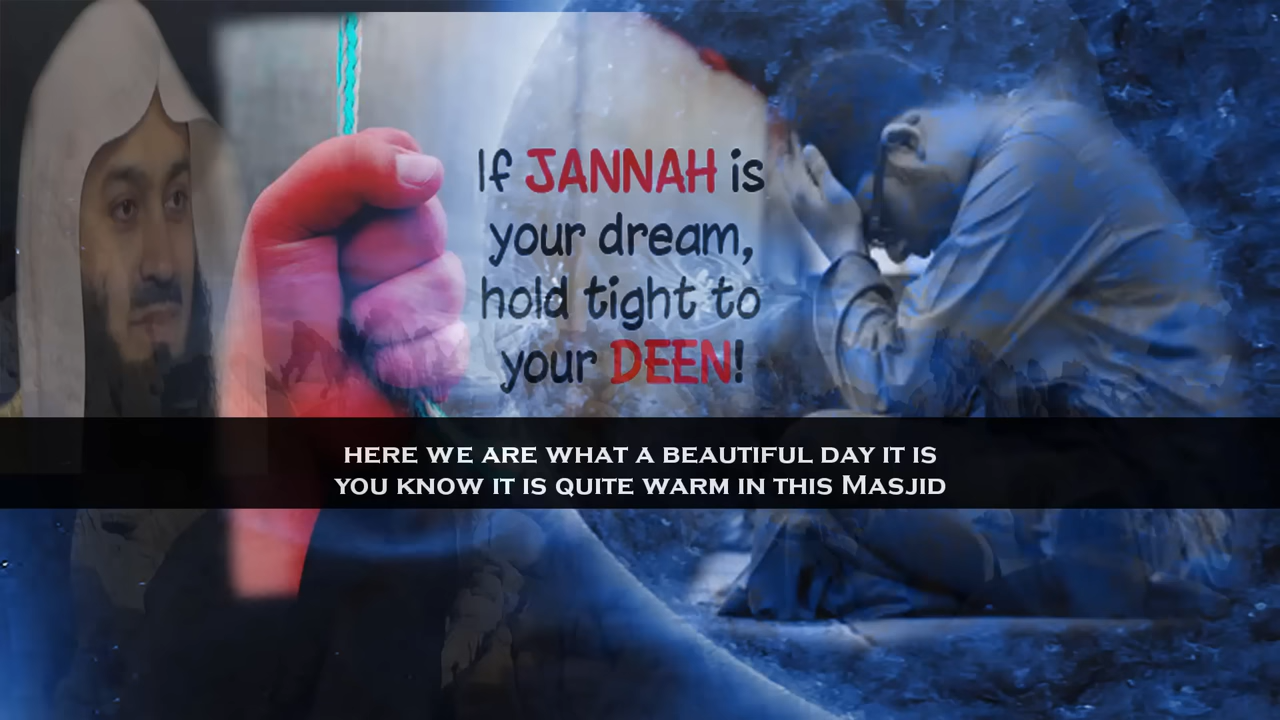 If JANNAH is
your dream,
hold tight to
your DEEN!
HERE WE ARE WHAT A BEAUTIFUL DAY IT IS
YOU KNOW IT IS QUITE WARM IN THIS MASJID